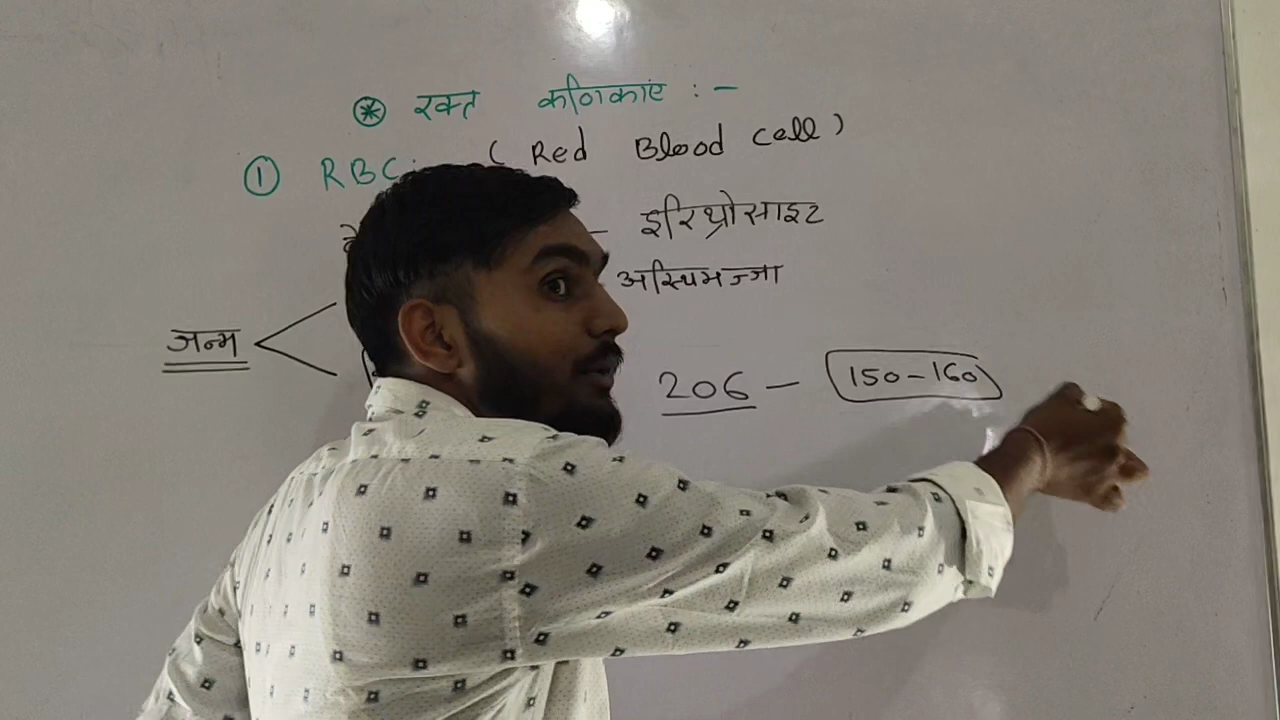 ⊛ रक्त कणिकाएं :-
① RBC: (Red Blood Cell)
- इरिथ्रोसाइट
अस्थिमज्जा
जन्म
206 - 150-160